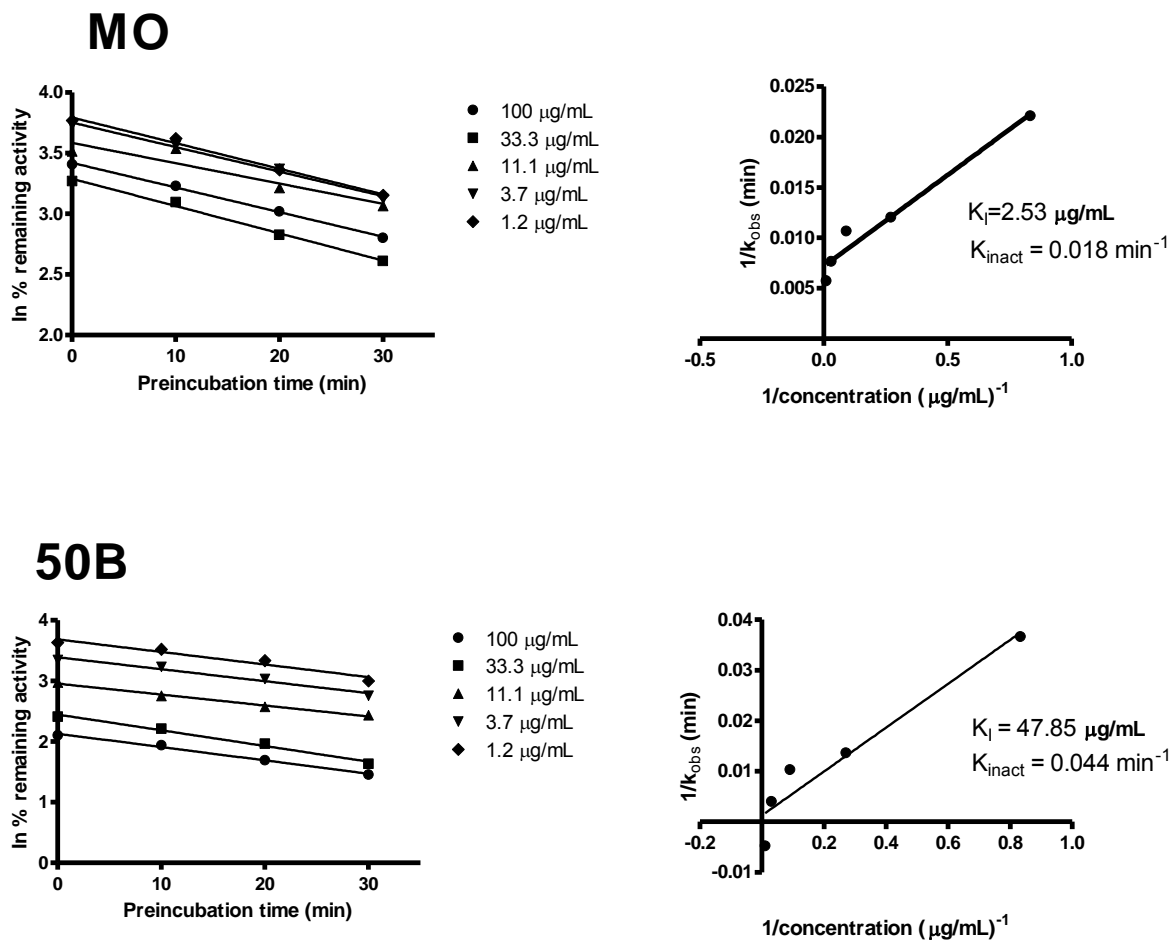 MO
ln % remaining activity
4.0
3.5
3.0
2.5
2.0
0
10
20
30
Preincubation time (min)
100 μg/mL
33.3 μg/mL
11.1 μg/mL
3.7 μg/mL
1.2 μg/mL
1/kobs (min)
0.025
0.020
0.015
0.010
0.005
-0.5
0.0
0.5
1.0
1/concentration (μg/mL)-1
KI=2.53 μg/mL
Kinact = 0.018 min-1
50B
ln % remaining activity
4
3
2
1
0
0
10
20
30
Preincubation time (min)
100 μg/mL
33.3 μg/mL
11.1 μg/mL
3.7 μg/mL
1.2 μg/mL
1/kobs (min)
0.04
0.03
0.02
0.01
-0.01
-0.2
0.2
0.4
0.6
0.8
1.0
1/concentration (μg/mL)-1
KI = 47.85 μg/mL
Kinact = 0.044 min-1